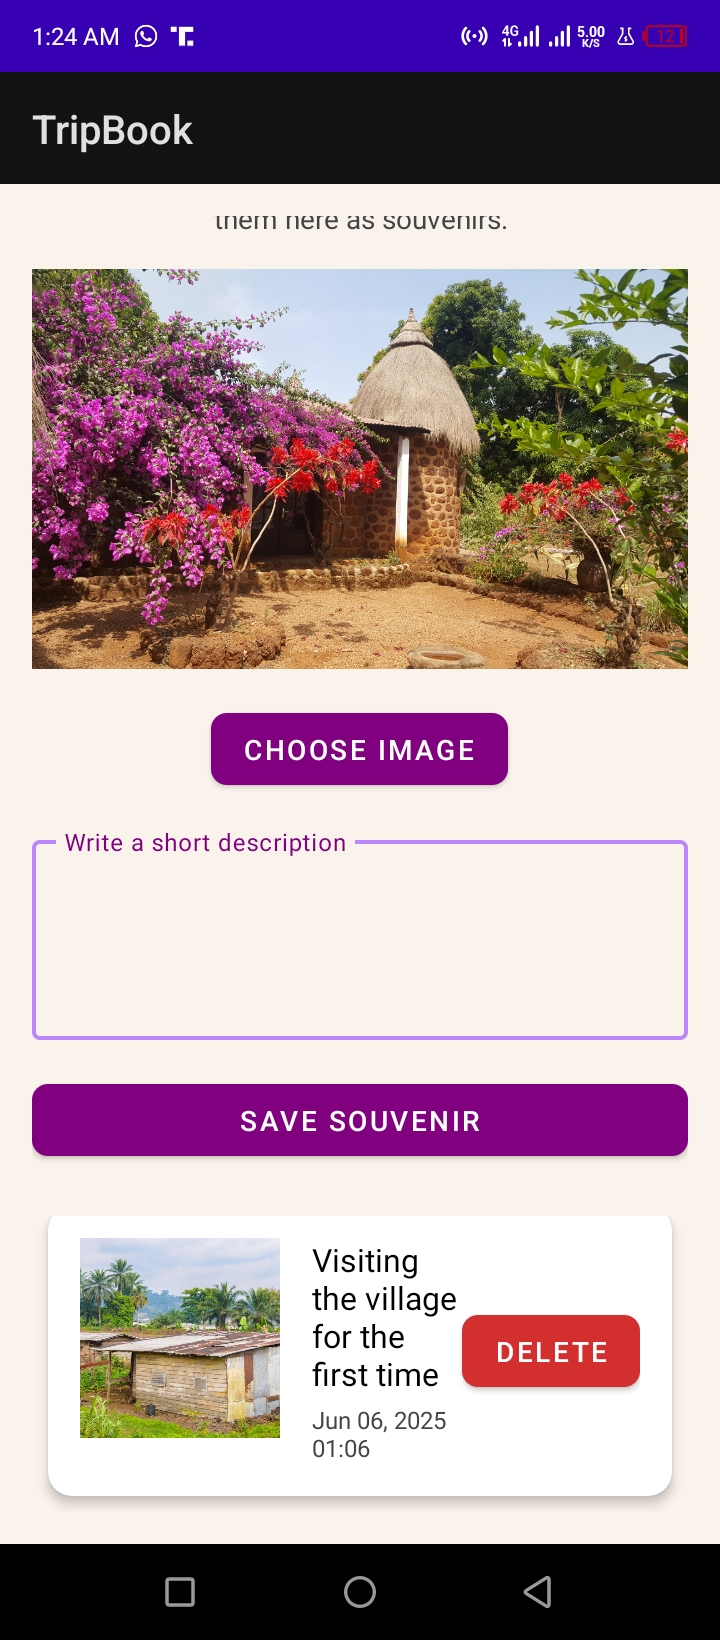 1:24 AM
4G
5.00
K/S
12
TripBook
them here as souvenirs.
CHOOSE IMAGE
Write a short description
SAVE SOUVENIR
Visiting
the village
for the
first time
DELETE
Jun 06, 2025
01:06